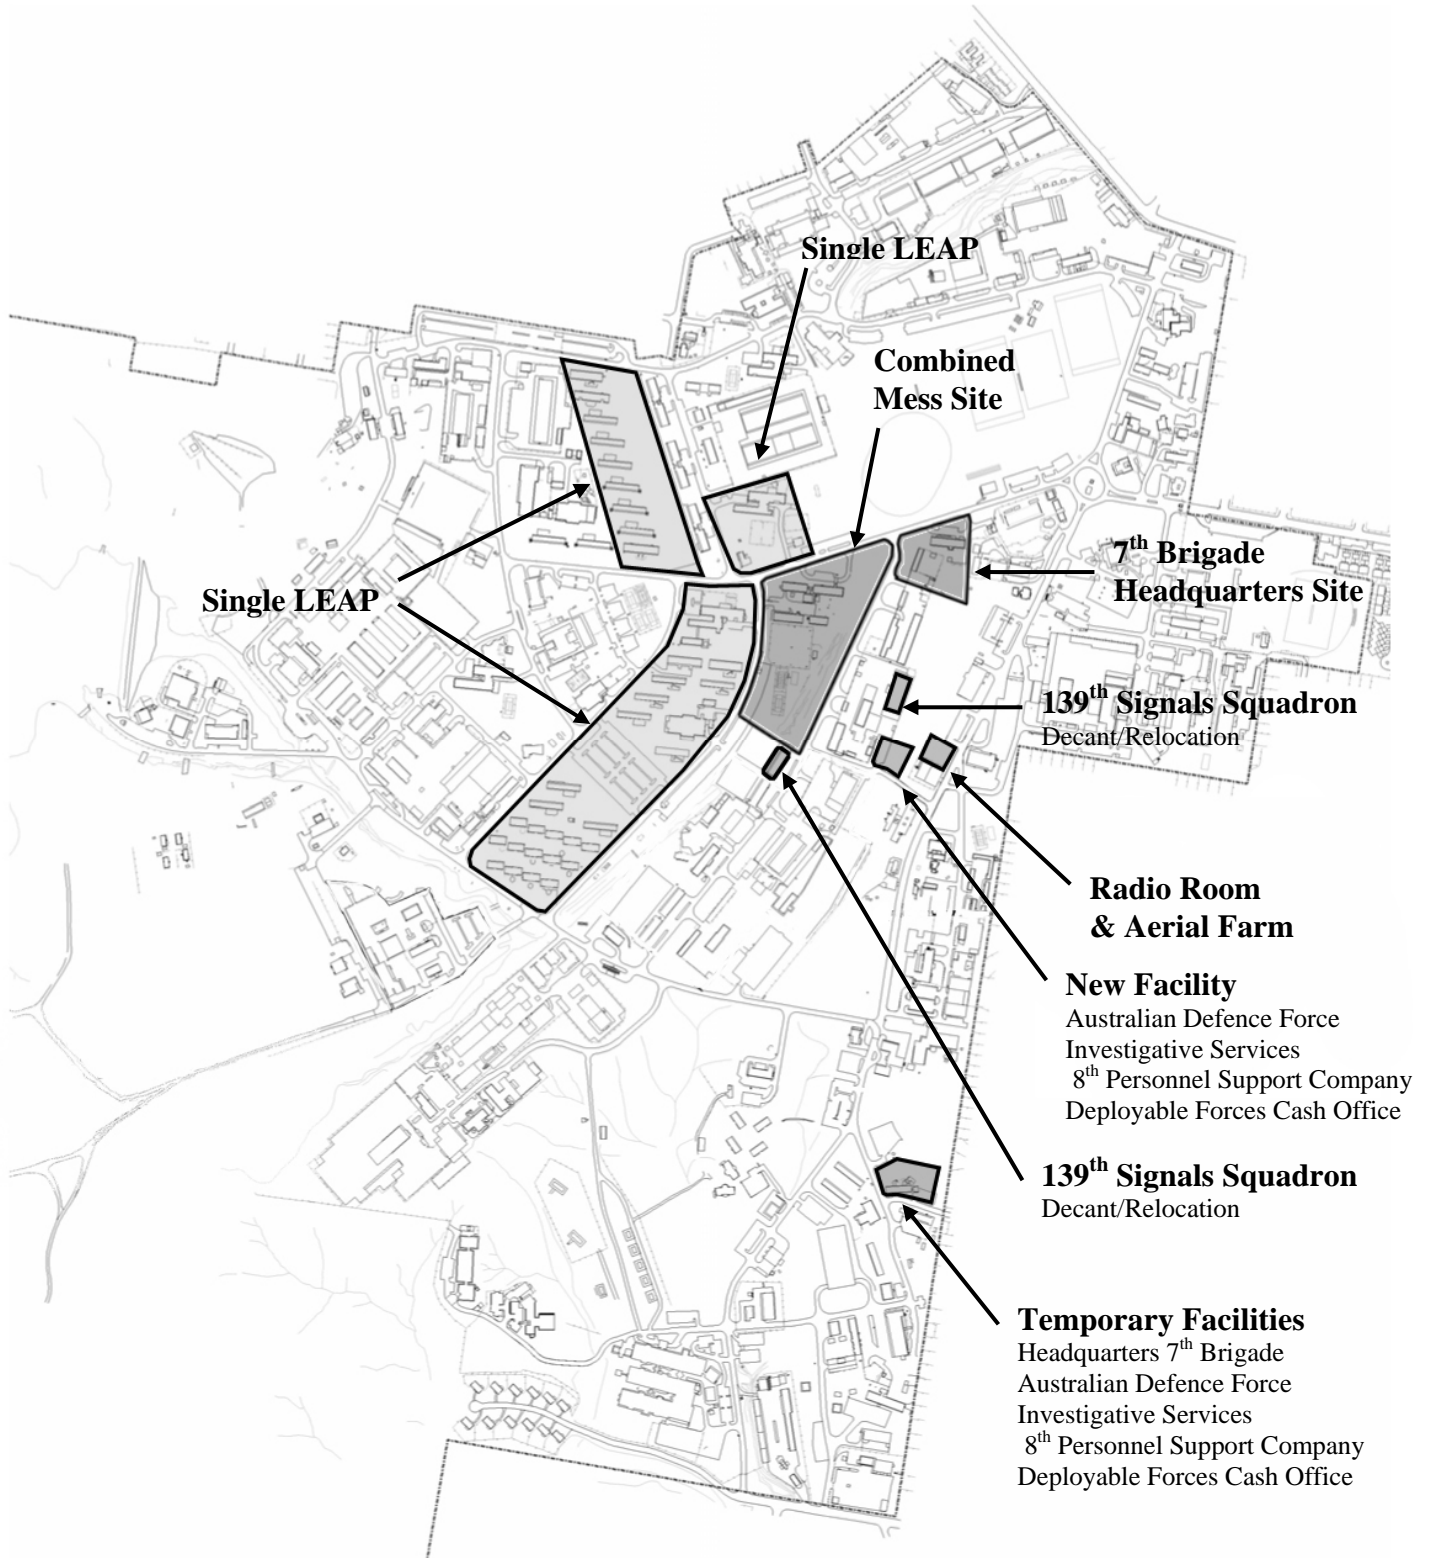 Single LEAP
Combined
Mess Site
7th Brigade
Headquarters Site
Single LEAP
139th Signals Squadron
Decant/Relocation
Radio Room
& Aerial Farm
New Facility
Australian Defence Force
Investigative Services
8th Personnel Support Company
Deployable Forces Cash Office
139th Signals Squadron
Decant/Relocation
Temporary Facilities
Headquarters 7th Brigade
Australian Defence Force
Investigative Services
8th Personnel Support Company
Deployable Forces Cash Office